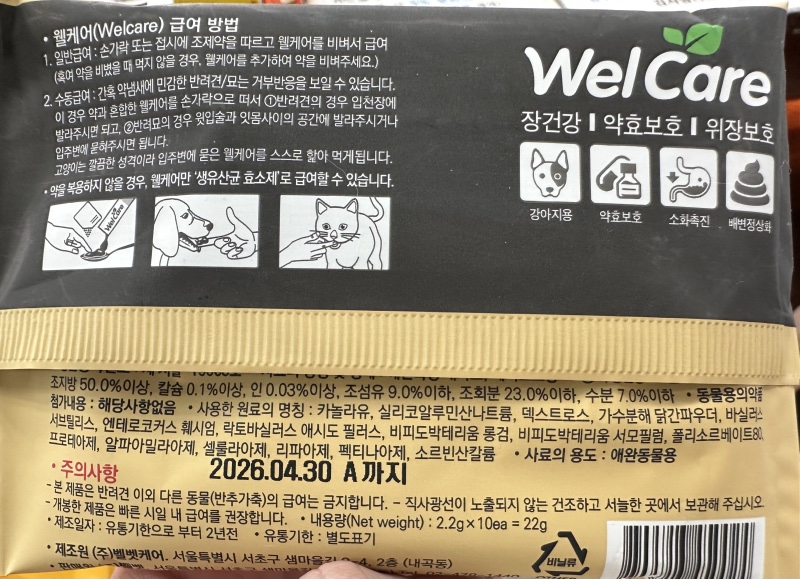 • 웰케어(Welcare) 급여 방법
1. 일반급여 : 손가락 또는 접시에 조제약을 따르고 웰케어를 비벼서 급여
(혹여 약을 비볐을 때 먹지 않을 경우, 웰케어를 추가하여 약을 비벼주세요.)
2. 수동급여 : 간혹 약냄새에 민감한 반려견/묘는 거부반응을 보일 수 있습니다.
이 경우 약과 혼합한 웰케어를 손가락으로 떠서 ①반려견의 경우 입천장에
발라주시면 되고, ②반려묘의 경우 윗입술과 잇몸사이의 공간에 발라주시거나
입주변에 묻혀주시면 됩니다.
고양이는 깔끔한 성격이라 입주변에 묻은 웰케어를 스스로 핥아 먹게됩니다.
• 약을 복용하지 않을 경우, 웰케어만 '생유산균 효소제'로 급여할 수 있습니다.
WelCare
WelCare
장건강 I 약효보호 I 위장보호
강아지용 약효보호 소화촉진 배변정상화
조지방 50.0%이상, 칼슘 0.1%이상, 인 0.03%이상, 조섬유 9.0%이하, 조회분 23.0%이하, 수분 7.0%이하 • 동물용의약품
첨가내용 : 해당사항없음 • 사용한 원료의 명칭 : 카놀라유, 실리코알루민산나트륨, 덱스트로스, 가수분해 닭간파우더, 바실러스
서브틸리스, 엔테로코커스 훼시엄, 락토바실러스 애시도 필러스, 비피도박테리움 롱검, 비피도박테리움 서모필럼, 폴리소르베이트80,
프로테아제, 알파아밀라아제, 셀룰라아제, 리파아제, 펙티나아제, 소르빈산칼륨 • 사료의 용도 : 애완동물용
2026.04.30 A까지
• 주의사항
- 본 제품은 반려견 이외 다른 동물(반추가축)의 급여는 금지합니다. - 직사광선이 노출되지 않는 건조하고 서늘한 곳에서 보관해 주십시오
- 개봉한 제품은 빠른 시일 내 급여를 권장합니다. • 내용량(Net weight) : 2.2g×10ea = 22g
• 제조일자 : 유통기한으로 부터 2년전 • 유통기한 : 별도표기
비닐류
• 제조원 (주)벨벳케어. 서울특별시 서초구 샘마을길 2층 (내곡동)